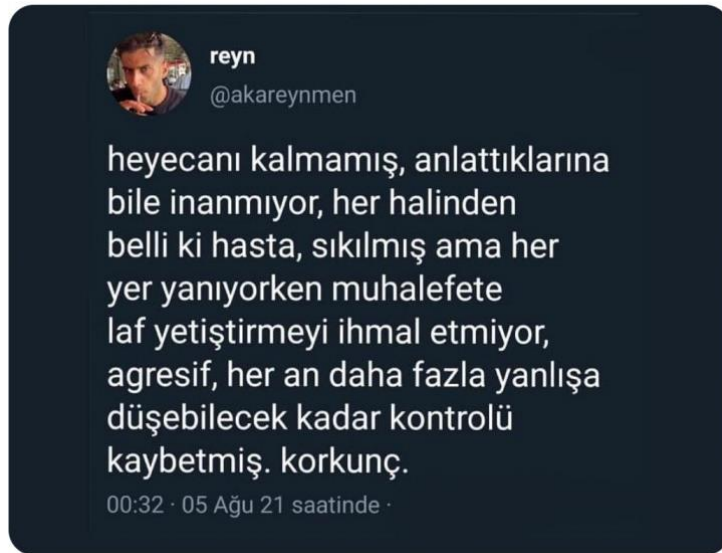 reyn
@akareynmen
heyecanı kalmamış, anlattıklarına
bile inanmıyor, her halinden
belli ki hasta, sıkılmış ama her
yer yanıyorken muhalefete
laf yetiştirmeyi ihmal etmiyor,
agresif, her an daha fazla yanlışa
düşebilecek kadar kontrolü
kaybetmiş. korkunç.
00:32 · 05 Ağu 21 saatinde ·